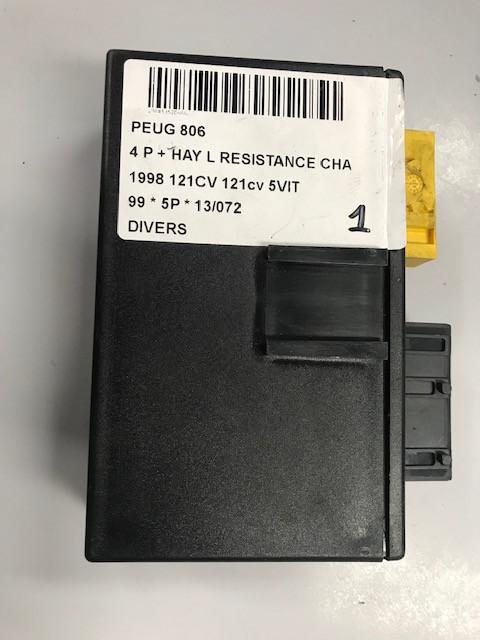 PEUG 806
4 P + HAY L RESISTANCE CHA
1998 121CV 121cv 5VIT
99 * 5P * 13/072
DIVERS
1